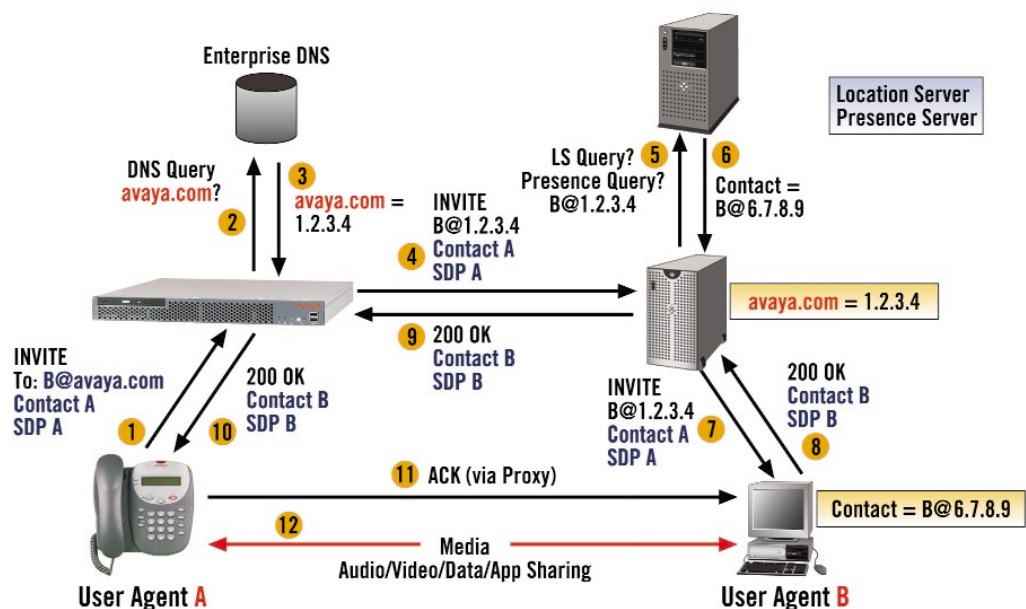 Enterprise DNS
Location Server
Presence Server
DNS Query
avaya.com?
2
3
avaya.com =
1.2.3.4
INVITE
B@1.2.3.4
4
Contact A
SDP A
LS Query?
5
Presence Query?
B@1.2.3.4
6
Contact =
B@6.7.8.9
AVAYA
avaya.com = 1.2.3.4
9
200 OK
Contact B
SDP B
INVITE
To: B@avaya.com
Contact A
SDP A
1
10
200 OK
Contact B
SDP B
INVITE
B@1.2.3.4
Contact A
SDP A
7
200 OK
Contact B
SDP B
8
11
ACK (via Proxy)
Contact = B@6.7.8.9
12
Media
Audio/Video/Data/App Sharing
User Agent A
User Agent B